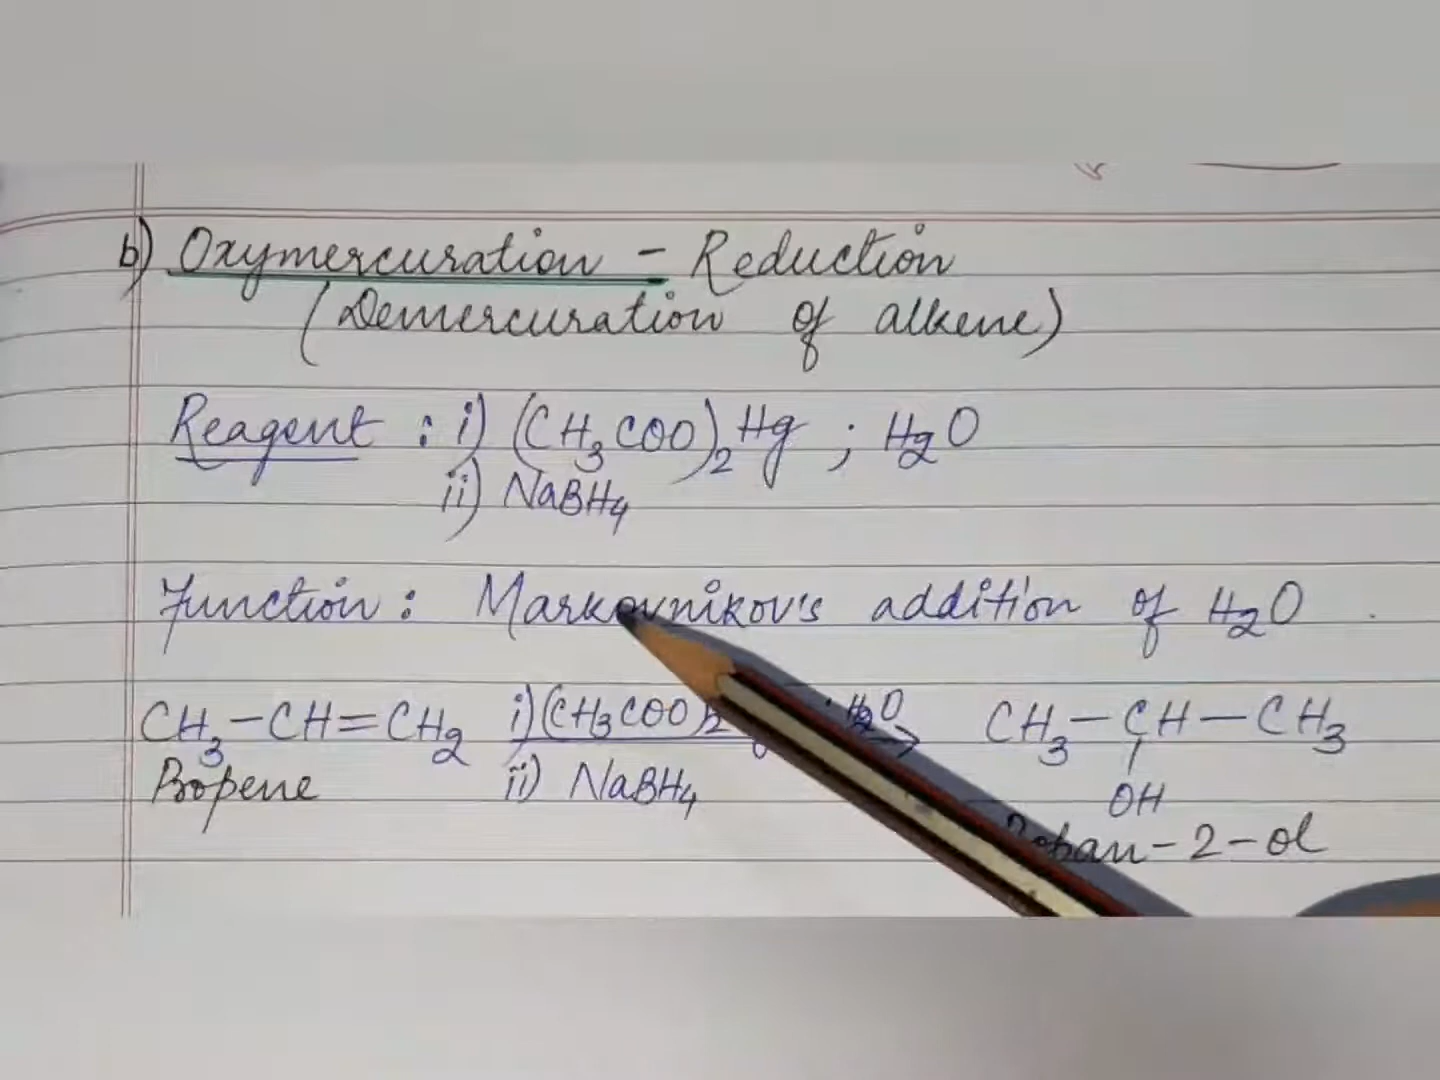 b) Oxymercuration - Reduction
(Demercuration of alkene)
Reagent : i) (CH3COO)2Hg ; H2O
ii) NaBH4
Function : Markovnikov's addition of H2O
CH3-CH=CH2 i)(CH3COO)2 H2O → CH3-CH-CH3
Propene ii) NaBH4 OH
-2-ol